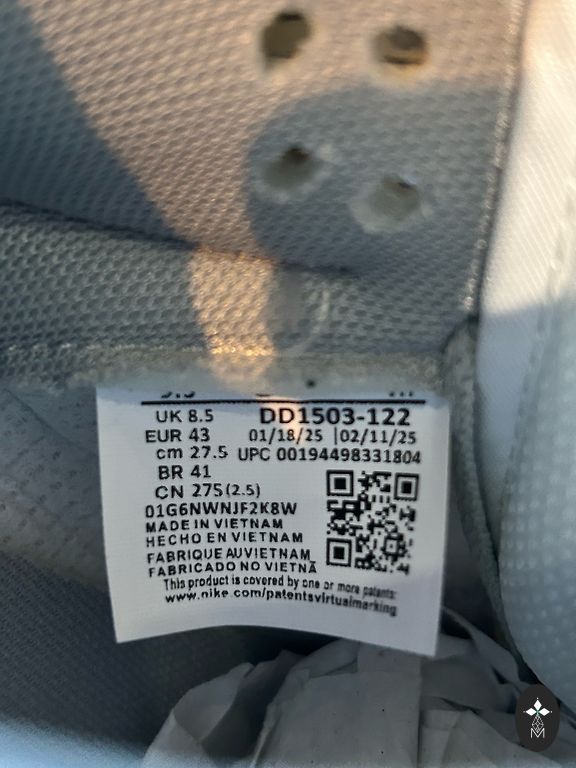 UK 8.5 DD1503-122
EUR 43 01/18/25 |02/11/25
cm 27.5 UPC 00194498331804
BR 41
CN 275(2.5)
01G6NWNJF2K8W
MADE IN VIETNAM
HECHO EN VIETNAM
FABRIQUE AU VIETNAM
FABRICADO NO VIETNÃ
This product is covered by one or more patents:
www.nike.com/patentsvirtualmarking
M